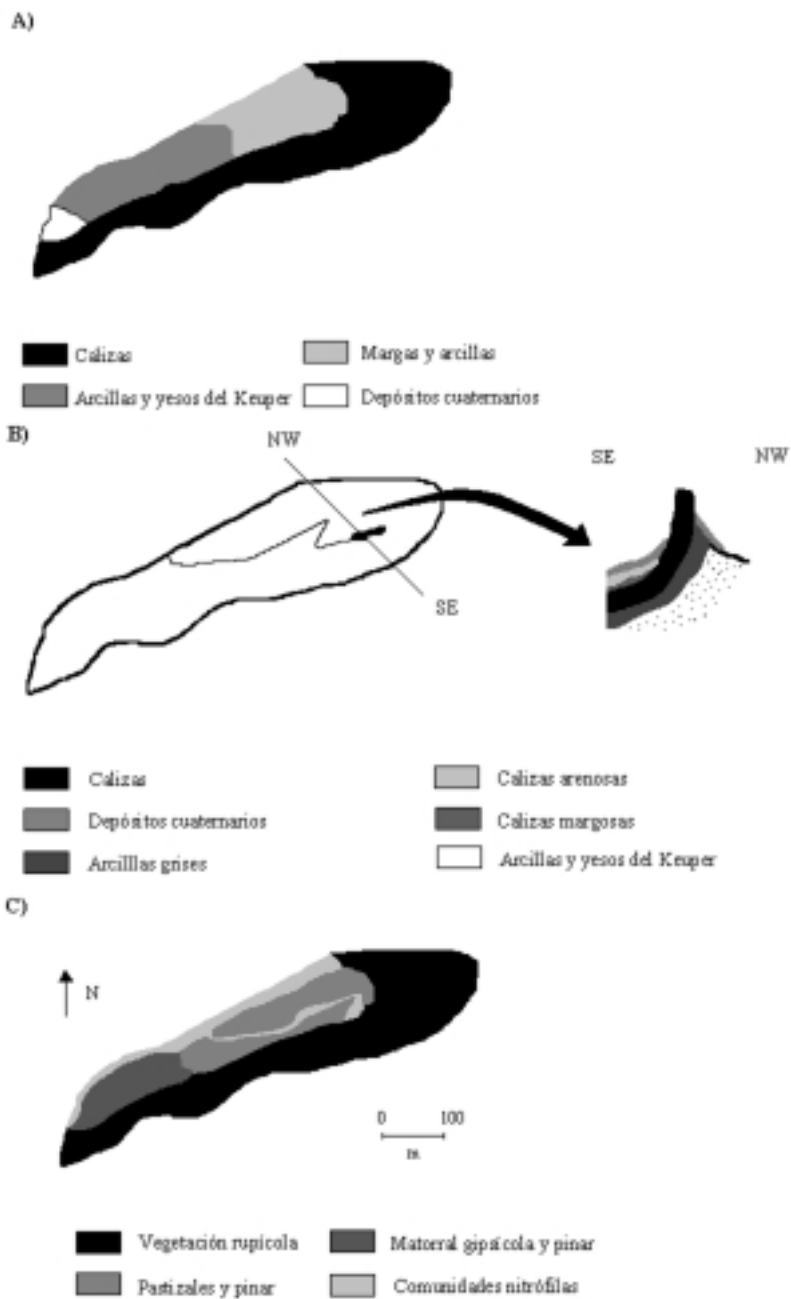 A)
Calizas
Margas y arcillas
Arcillas y yesos del Keuper
Depósitos cuaternarios
B)
NW
SE
SE
NW
Calizas
Calizas arenosas
Depósitos cuaternarios
Calizas margosas
Arcilllas grises
Arcillas y yesos del Keuper
C)
N
0 100
m
Vegetación rupícola
Matorral gipsícola y pinar
Pastizales y pinar
Comunidades nitrófilas